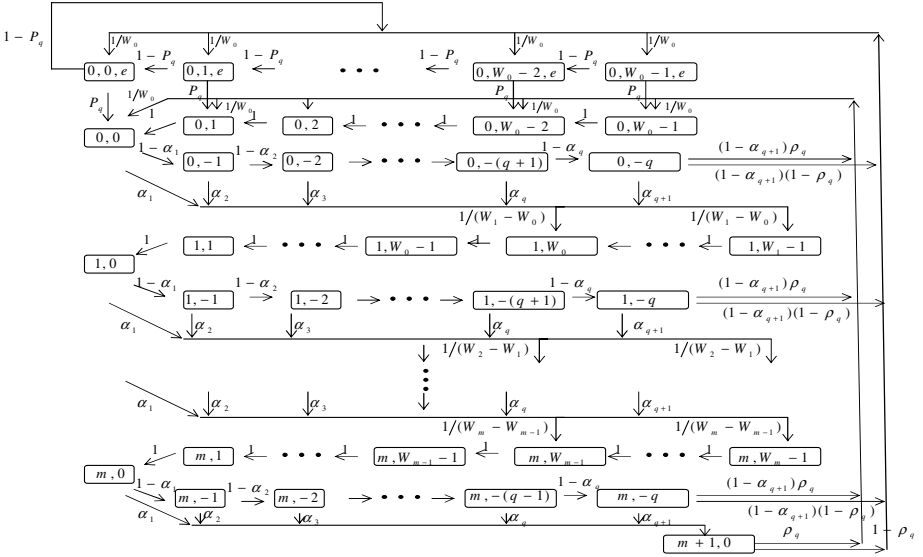 1 − P_q 1/W_0 1/W_0 1/W_0 1/W_0
1 − P_q 1 − P_q 1 − P_q 1 − P_q
0, 0, e 0, 1, e • • • 0, W_0 − 2, e 0, W_0 − 1, e
P_q P_q P_q P_q
1/W_0 1/W_0 1/W_0 1/W_0
0, 0 1 0, 1 1 0, 2 1 • • • 1 0, W_0 − 2 1 0, W_0 − 1
1 − α_1 0, −1 1 − α_2 0, −2 • • • 0, −(q + 1) 1 − α_q 0, −q (1 − α_{q+1}) ρ_q
(1 − α_{q+1})(1 − ρ_q)
α_1 α_2 α_3 α_q α_{q+1}
1/(W_1 − W_0) 1/(W_1 − W_0)
1, 0 1 1, 1 1 • • • 1 1, W_0 − 1 1 1, W_0 1 • • • 1 1, W_1 − 1
1 − α_1 1, −1 1 − α_2 1, −2 • • • 1, −(q + 1) 1 − α_q 1, −q (1 − α_{q+1}) ρ_q
(1 − α_{q+1})(1 − ρ_q)
α_1 α_2 α_3 α_q α_{q+1}
1/(W_2 − W_1) 1/(W_2 − W_1)
α_1 α_2 α_3 α_q α_{q+1}
1/(W_m − W_{m−1}) 1/(W_m − W_{m−1})
m, 0 1 m, 1 1 • • • 1 m, W_{m−1} − 1 1 m, W_{m−1} 1 • • • 1 m, W_m − 1
1 − α_1 m, −1 1 − α_2 m, −2 • • • m, −(q − 1) 1 − α_q m, −q (1 − α_{q+1}) ρ_q
(1 − α_{q+1})(1 − ρ_q)
α_1 α_2 α_3 α_q α_{q+1}
m + 1, 0 ρ_q 1 − ρ_q